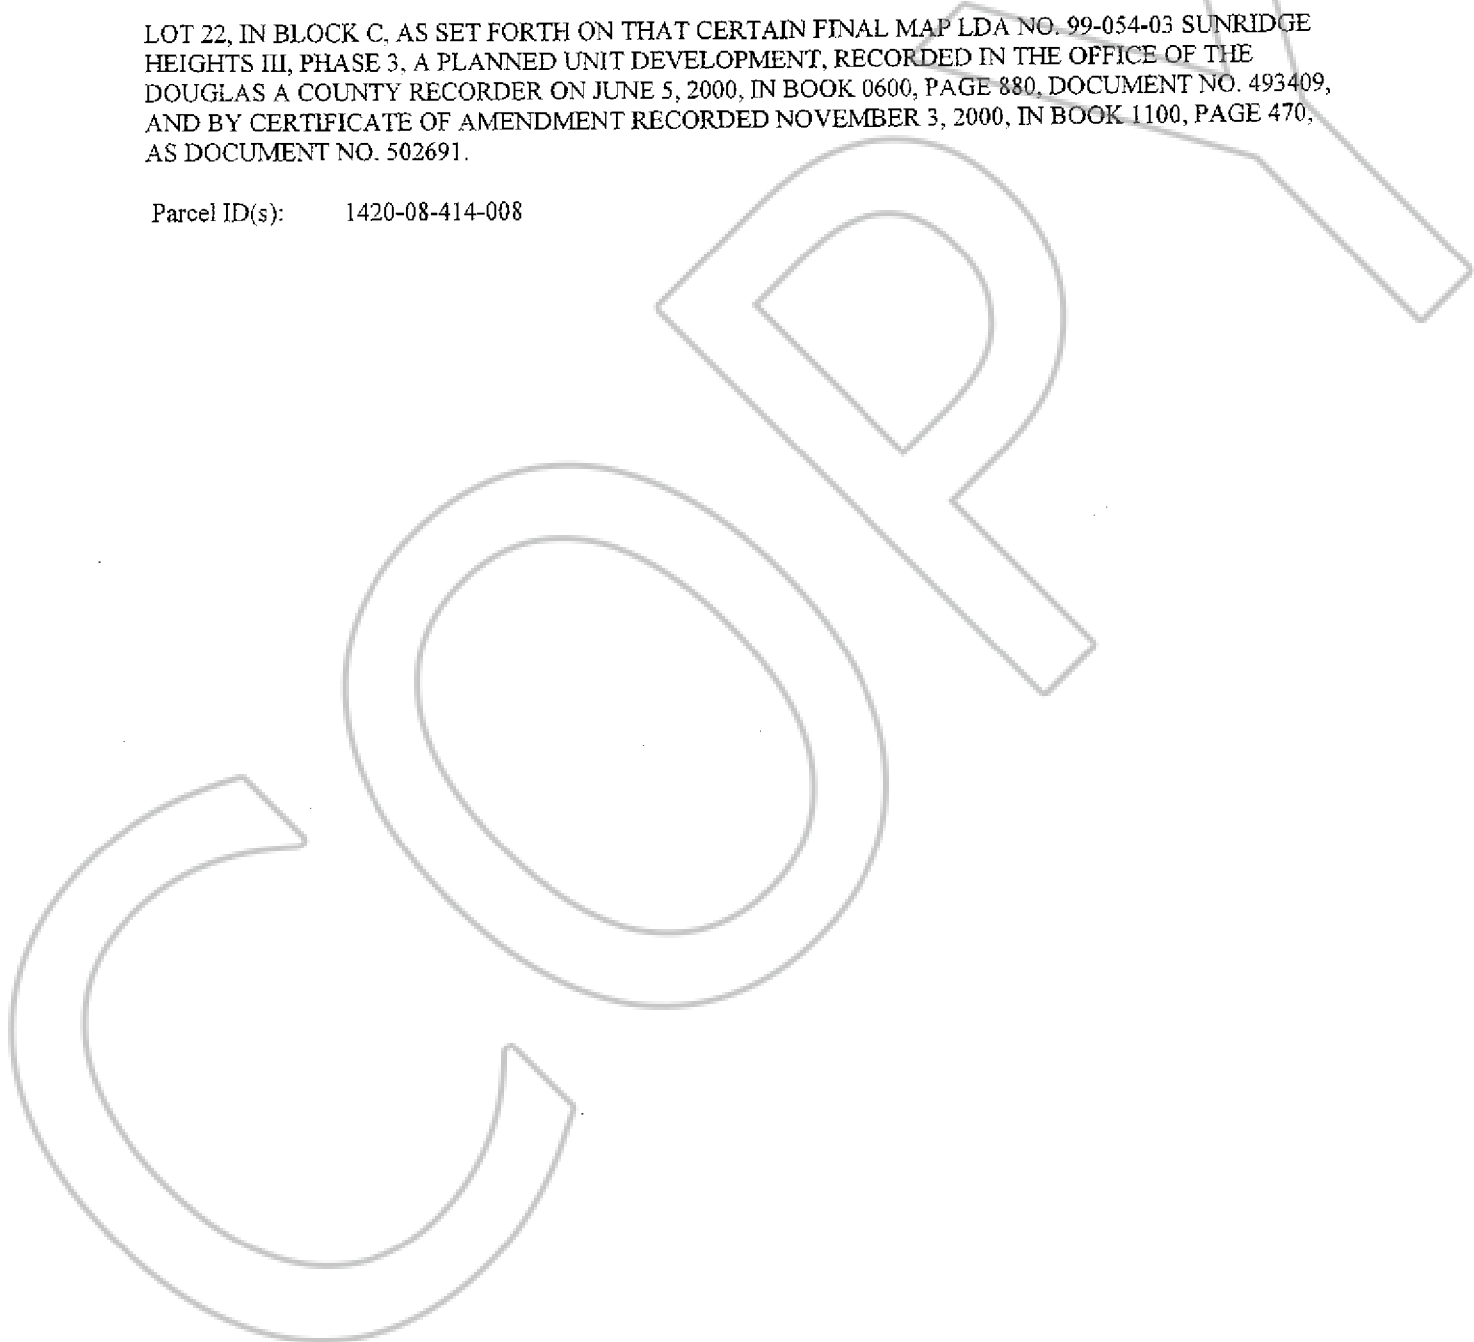 LOT 22, IN BLOCK C, AS SET FORTH ON THAT CERTAIN FINAL MAP LDA NO. 99-054-03 SUNRIDGE
HEIGHTS III, PHASE 3, A PLANNED UNIT DEVELOPMENT, RECORDED IN THE OFFICE OF THE
DOUGLAS A COUNTY RECORDER ON JUNE 5, 2000, IN BOOK 0600, PAGE 880, DOCUMENT NO. 493409,
AND BY CERTIFICATE OF AMENDMENT RECORDED NOVEMBER 3, 2000, IN BOOK 1100, PAGE 470,
AS DOCUMENT NO. 502691.
Parcel ID(s): 1420-08-414-008
COPY